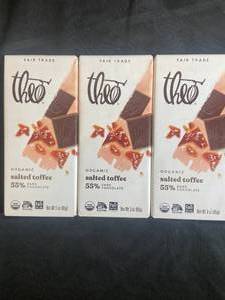 FAIR TRADE
theo
ORGANIC
salted toffee
55% DARK CHOCOLATE
FAIR TRADE
theo
ORGANIC
salted toffee
55% DARK CHOCOLATE
FAIR TRADE
theo
ORGANIC
salted toffee
55% DARK CHOCOLATE